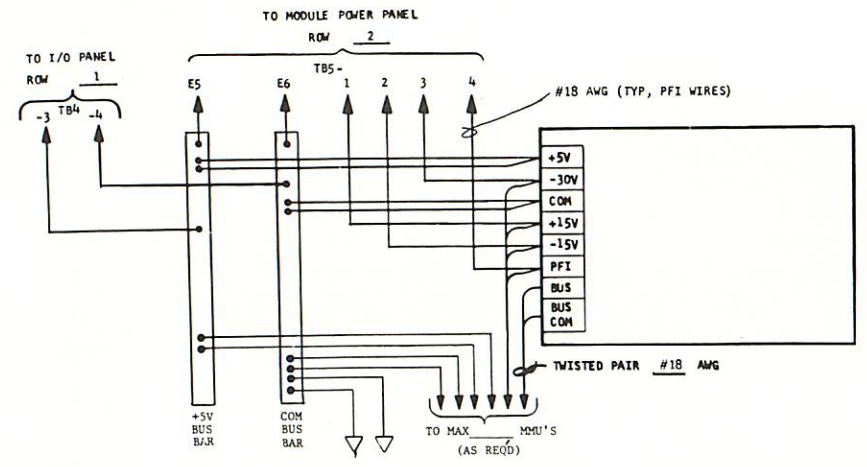 TO MODULE POWER PANEL
ROW 2
TO I/O PANEL
ROW 1
TB4
-3 -4
TB5-
E5 E6 1 2 3 4
#18 AWG (TYP, PFI WIRES)
+5V
-30V
COM
+15V
-15V
PFI
BUS
BUS
COM
TWISTED PAIR #18 AWG
+5V
BUS
BAR
COM
BUS
BAR
TO MAX______ MMU'S
(AS REQD)